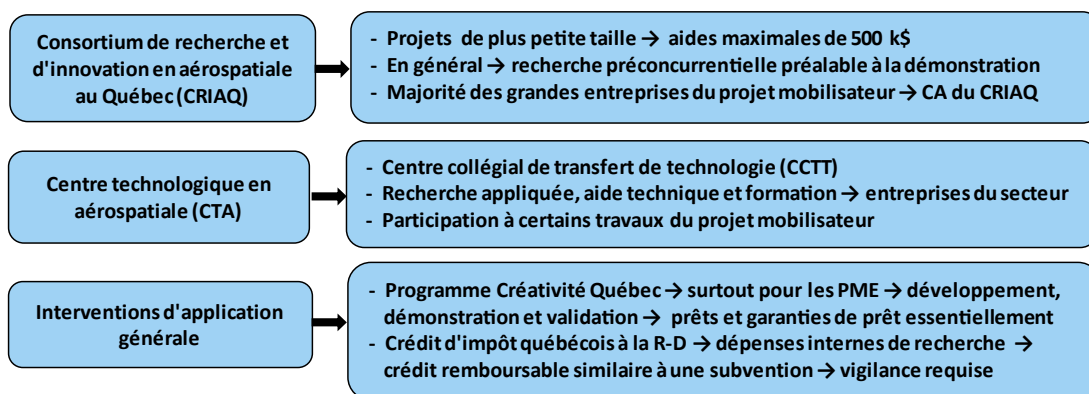 Consortium de recherche et
d'innovation en aérospatiale
au Québec (CRIAQ)
- Projets de plus petite taille → aides maximales de 500 k$
- En général → recherche préconcurrentielle préalable à la démonstration
- Majorité des grandes entreprises du projet mobilisateur → CA du CRIAQ
Centre technologique en
aérospatiale (CTA)
- Centre collégial de transfert de technologie (CCTT)
- Recherche appliquée, aide technique et formation → entreprises du secteur
- Participation à certains travaux du projet mobilisateur
Interventions d'application
générale
- Programme Créativité Québec → surtout pour les PME → développement,
démonstration et validation → prêts et garanties de prêt essentiellement
- Crédit d'impôt québécois à la R-D → dépenses internes de recherche →
crédit remboursable similaire à une subvention → vigilance requise